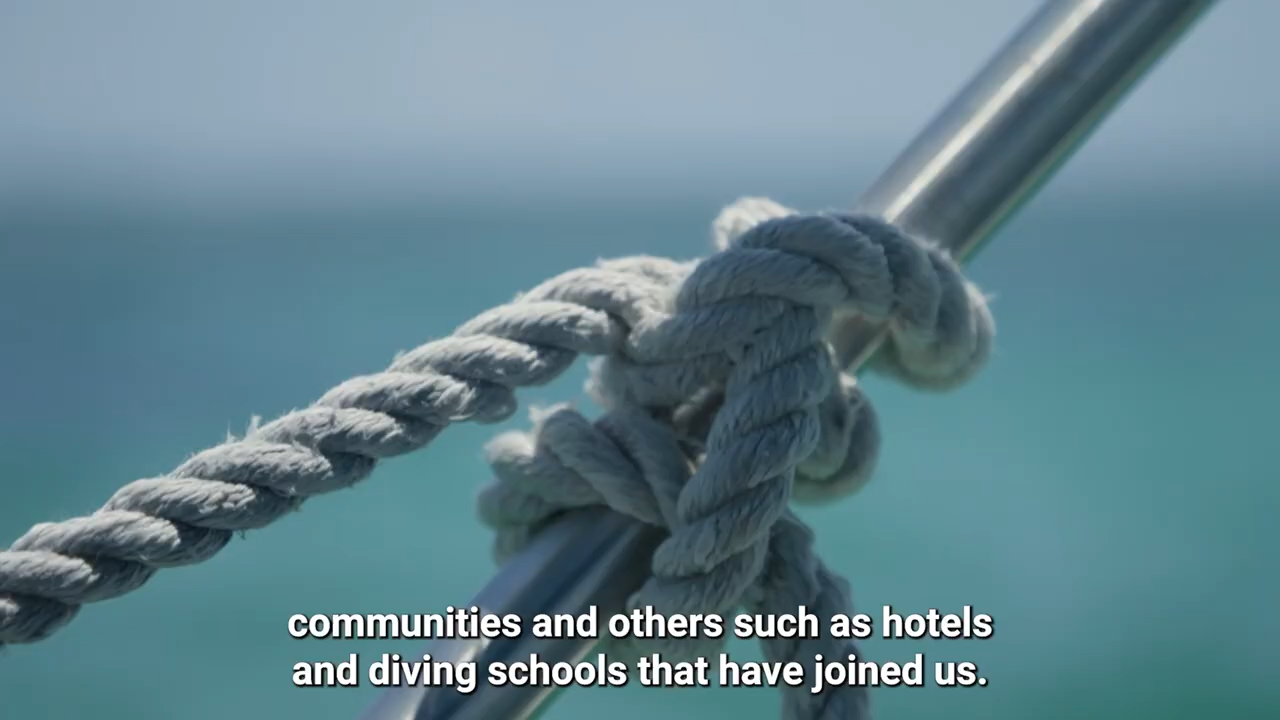 communities and others such as hotels
and diving schools that have joined us.